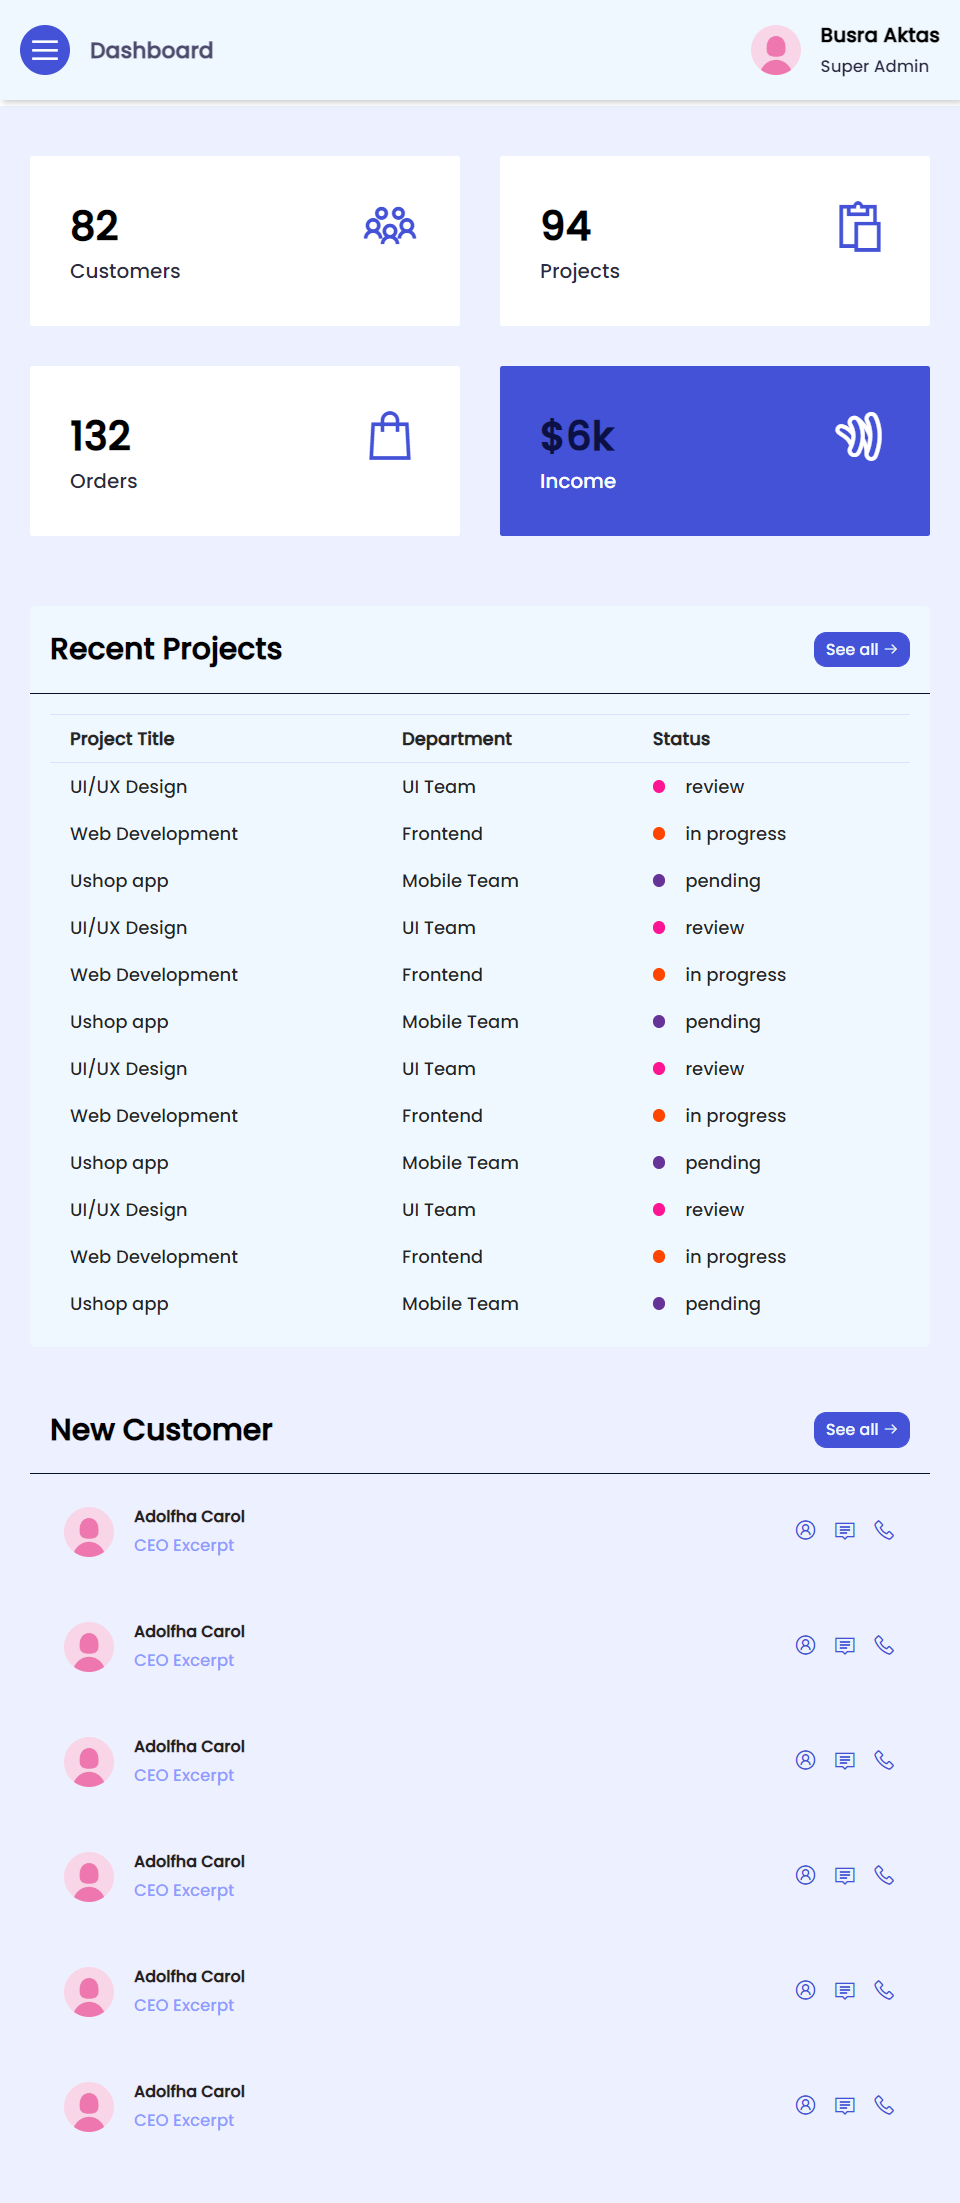 Dashboard
Busra Aktas
Super Admin
82
Customers
94
Projects
132
Orders
$6k
Income
Recent Projects
See all →
Project Title Department Status
UI/UX Design UI Team review
Web Development Frontend in progress
Ushop app Mobile Team pending
UI/UX Design UI Team review
Web Development Frontend in progress
Ushop app Mobile Team pending
UI/UX Design UI Team review
Web Development Frontend in progress
Ushop app Mobile Team pending
UI/UX Design UI Team review
Web Development Frontend in progress
Ushop app Mobile Team pending
New Customer
See all →
Adolfha Carol
CEO Excerpt
Adolfha Carol
CEO Excerpt
Adolfha Carol
CEO Excerpt
Adolfha Carol
CEO Excerpt
Adolfha Carol
CEO Excerpt
Adolfha Carol
CEO Excerpt